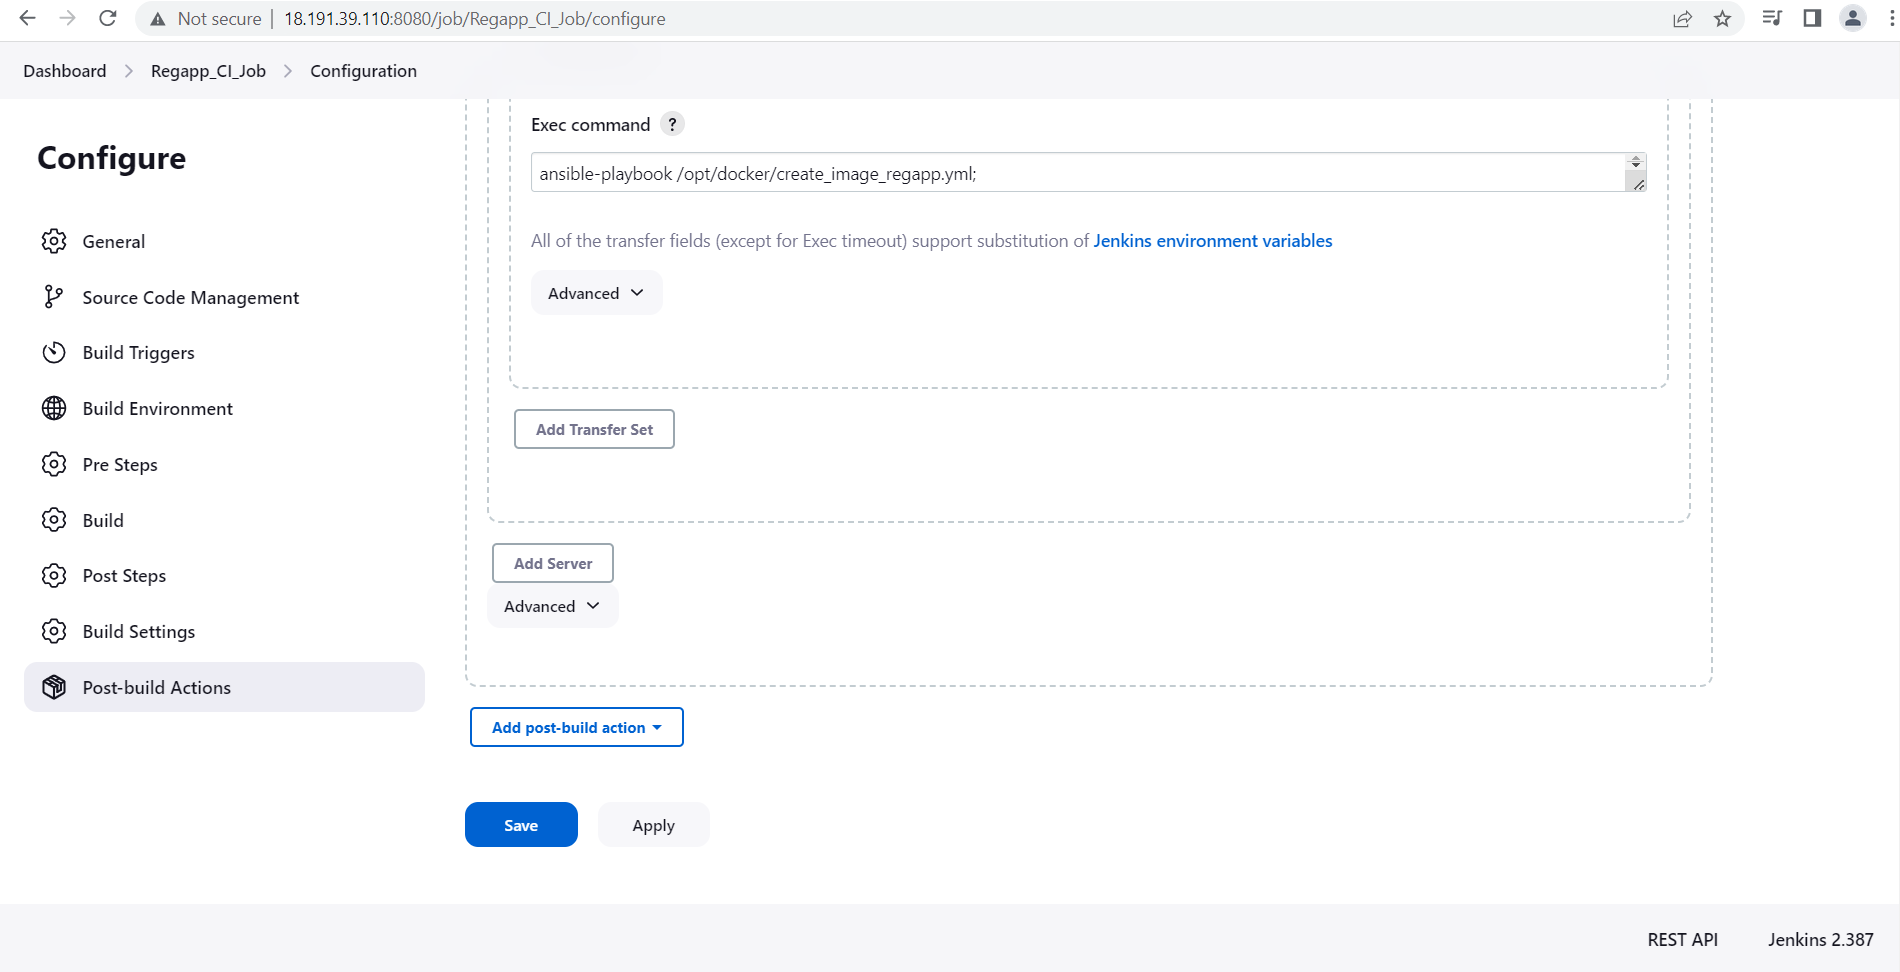 Not secure | 18.191.39.110:8080/job/Regapp_CI_Job/configure
Dashboard > Regapp_CI_Job > Configuration
Configure
General
Source Code Management
Build Triggers
Build Environment
Pre Steps
Build
Post Steps
Build Settings
Post-build Actions
Exec command ?
ansible-playbook /opt/docker/create_image_regapp.yml;
All of the transfer fields (except for Exec timeout) support substitution of Jenkins environment variables
Advanced
Add Transfer Set
Add Server
Advanced
Add post-build action
Save Apply
REST API Jenkins 2.387